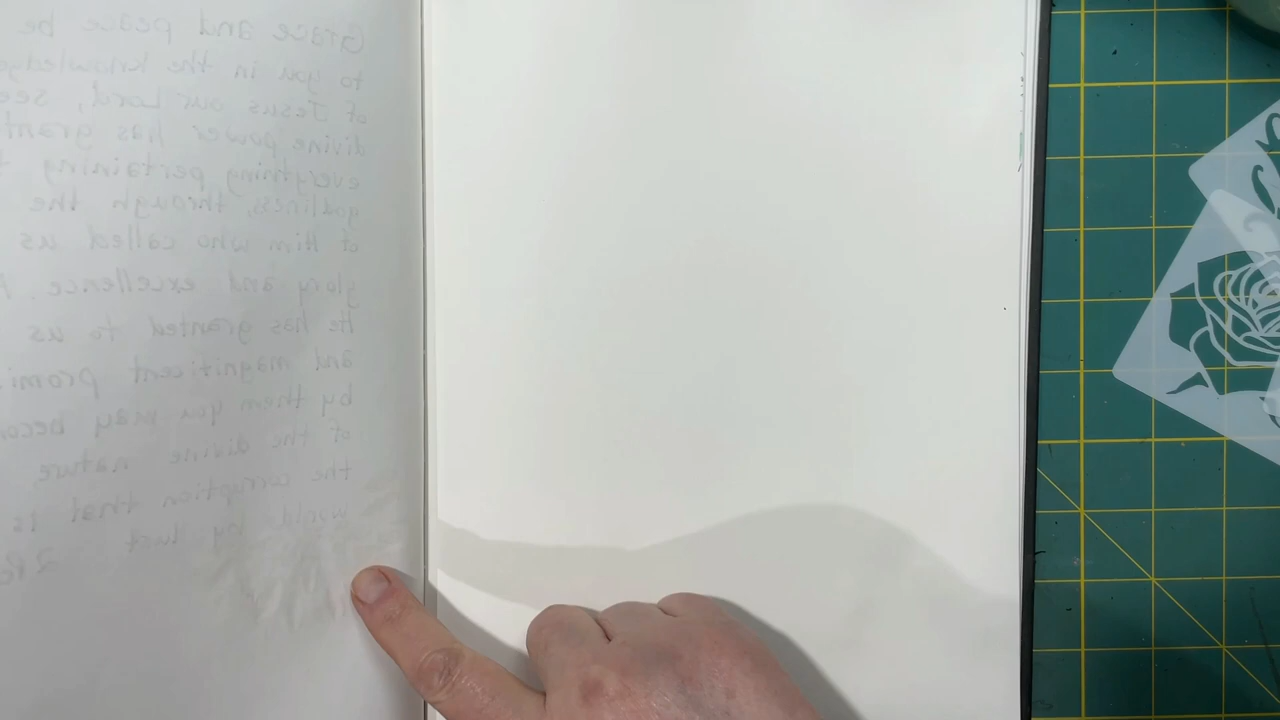 Grace and peace be
to you in the knowledge
of Jesus our Lord, see
divine power has grant
everything pertaining t
godliness, through the
of Him who called us
glory and excellence. F
He has granted to us
and magnificent promi
by them you may becom
of the divine nature,
the corruption that is
world by lust
2 Pe